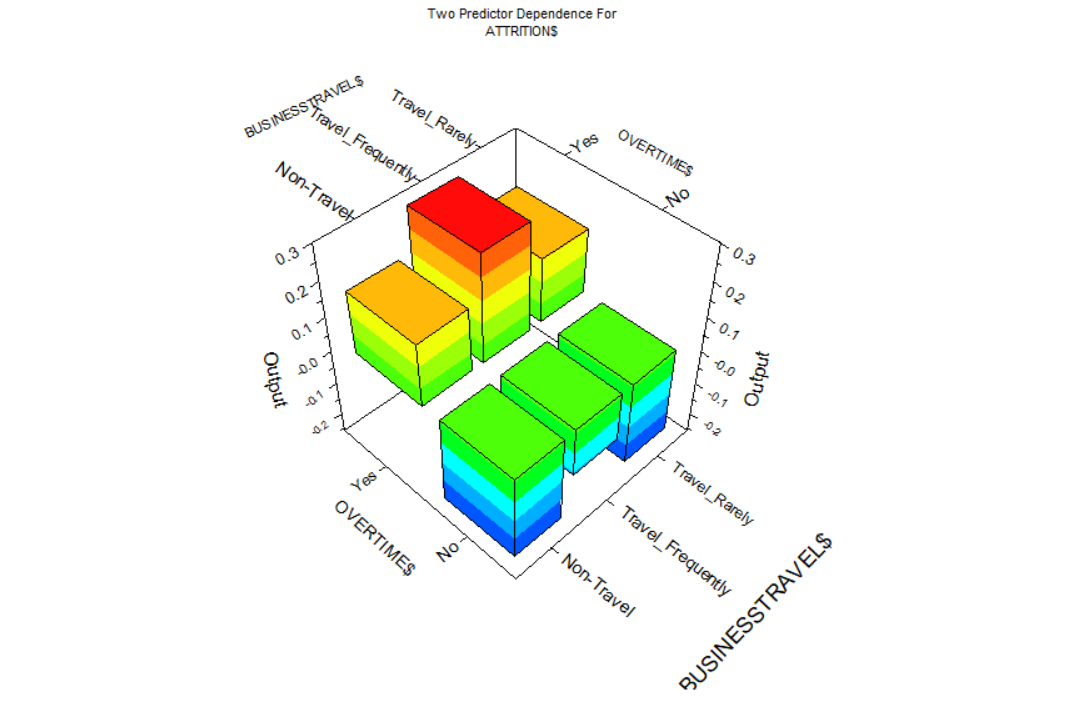 Two Predictor Dependence For
ATTRITION$
BUSINESSTRAVEL$
Travel_Rarely
Travel_Frequently
Non-Travel
Yes
OVERTIME$
No
0.3
0.2
0.1
-0.0
-0.1
-0.2
Output
0.3
0.2
0.1
-0.0
-0.1
-0.2
Output
Yes
OVERTIME$
No
Travel_Rarely
Travel_Frequently
Non-Travel
BUSINESSTRAVEL$